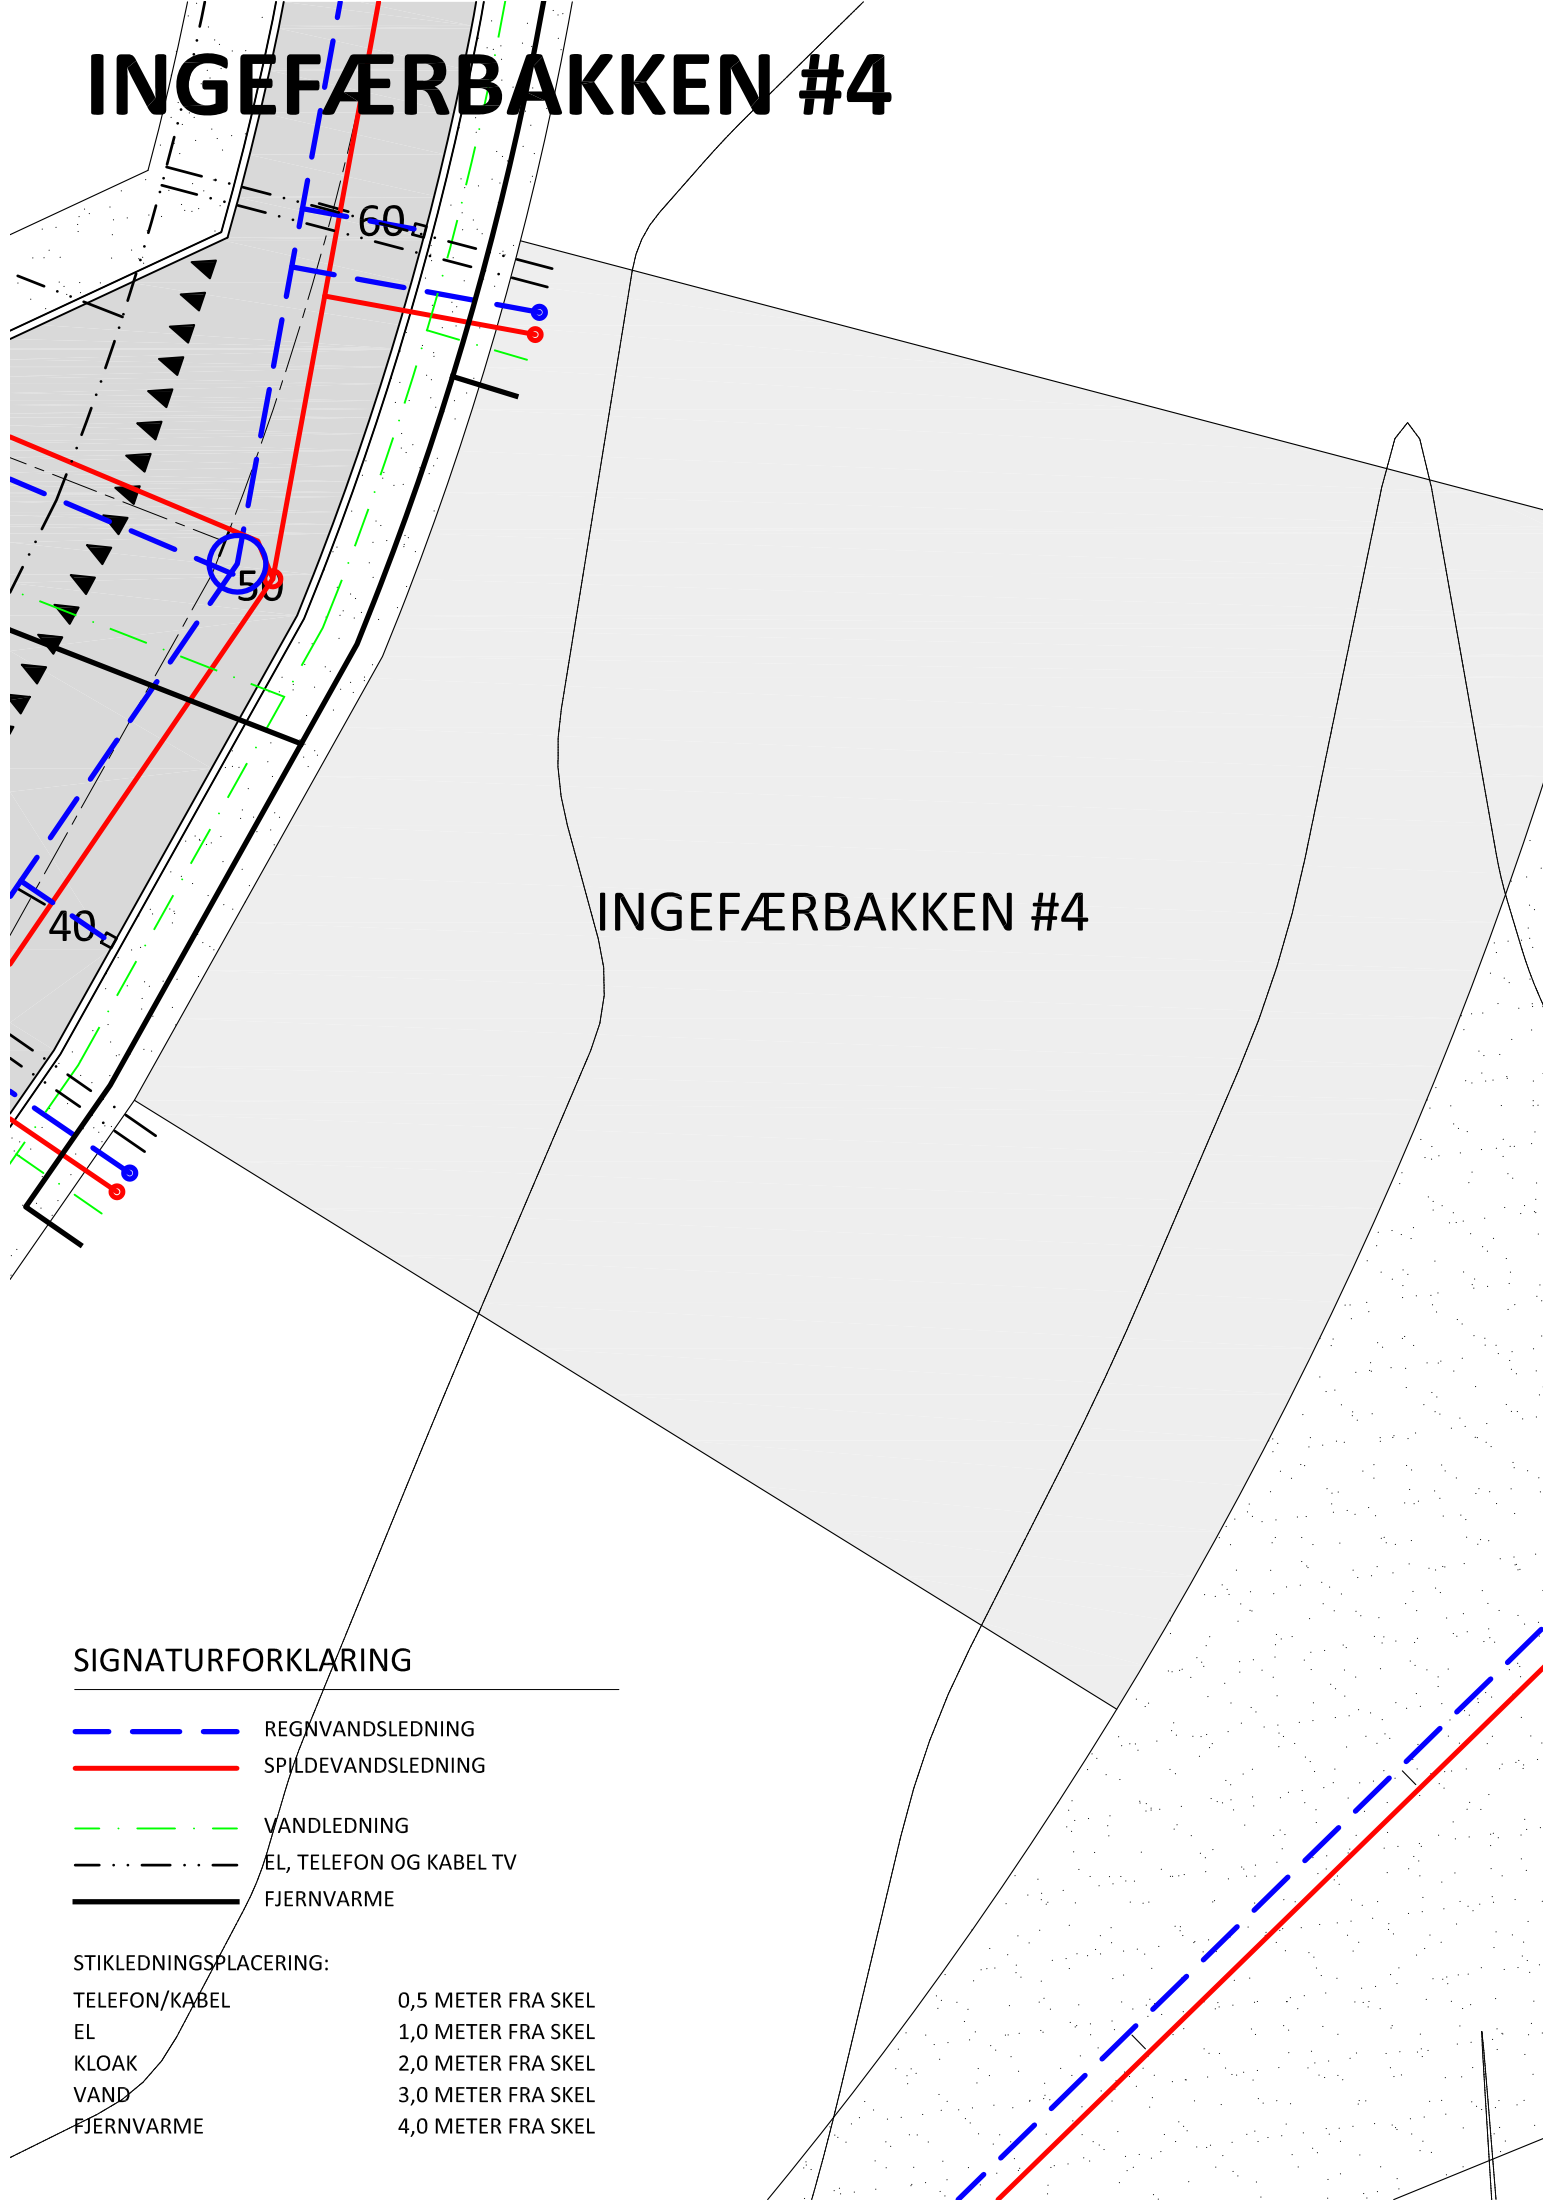 INGEFÆRBAKKEN #4
60
50
INGEFÆRBAKKEN #4
40
SIGNATURFORKLARING
REGNVANDSLEDNING
SPILDEVANDSLEDNING
VANDLEDNING
EL, TELEFON OG KABEL TV
FJERNVARME
STIKLEDNINGSPLACERING:
TELEFON/KABEL 0,5 METER FRA SKEL
EL 1,0 METER FRA SKEL
KLOAK 2,0 METER FRA SKEL
VAND 3,0 METER FRA SKEL
FJERNVARME 4,0 METER FRA SKEL